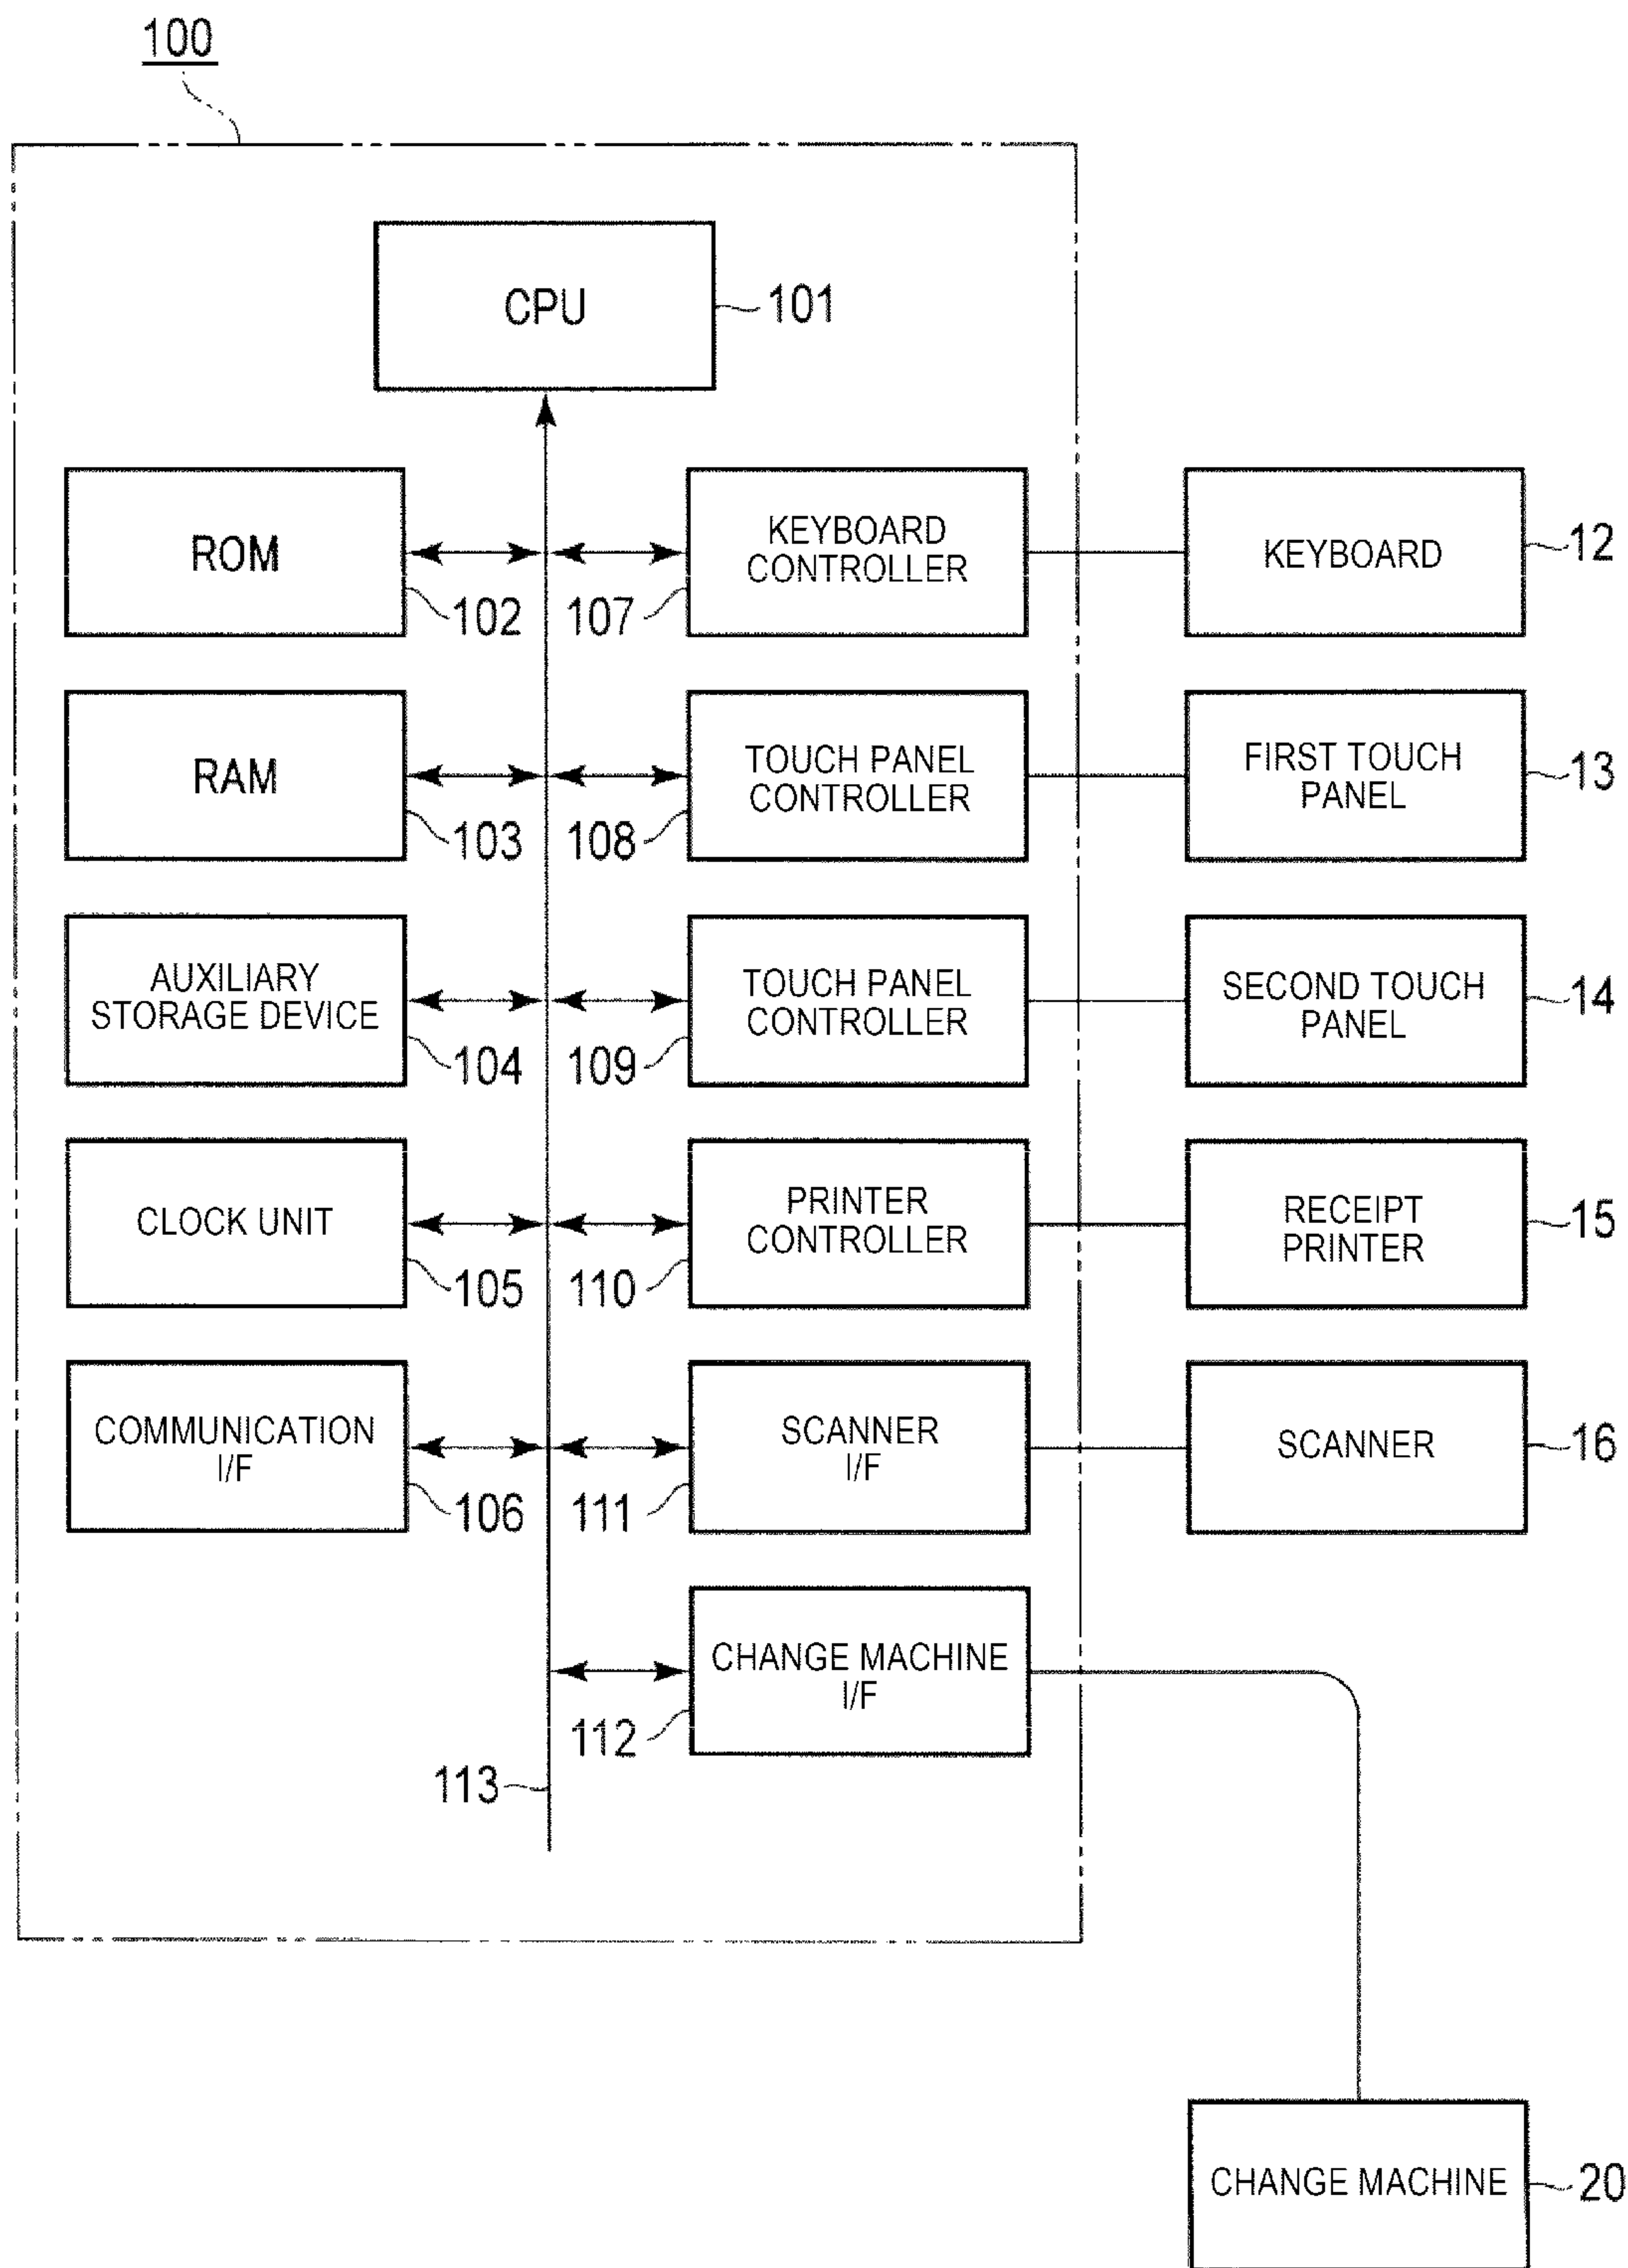 100
CPU
101
ROM
102
KEYBOARD
CONTROLLER
107
KEYBOARD
12
RAM
103
TOUCH PANEL
CONTROLLER
108
FIRST TOUCH
PANEL
13
AUXILIARY
STORAGE DEVICE
104
TOUCH PANEL
CONTROLLER
109
SECOND TOUCH
PANEL
14
CLOCK UNIT
105
PRINTER
CONTROLLER
110
RECEIPT
PRINTER
15
COMMUNICATION
I/F
106
SCANNER
I/F
111
SCANNER
16
CHANGE MACHINE
I/F
112
113
CHANGE MACHINE
20